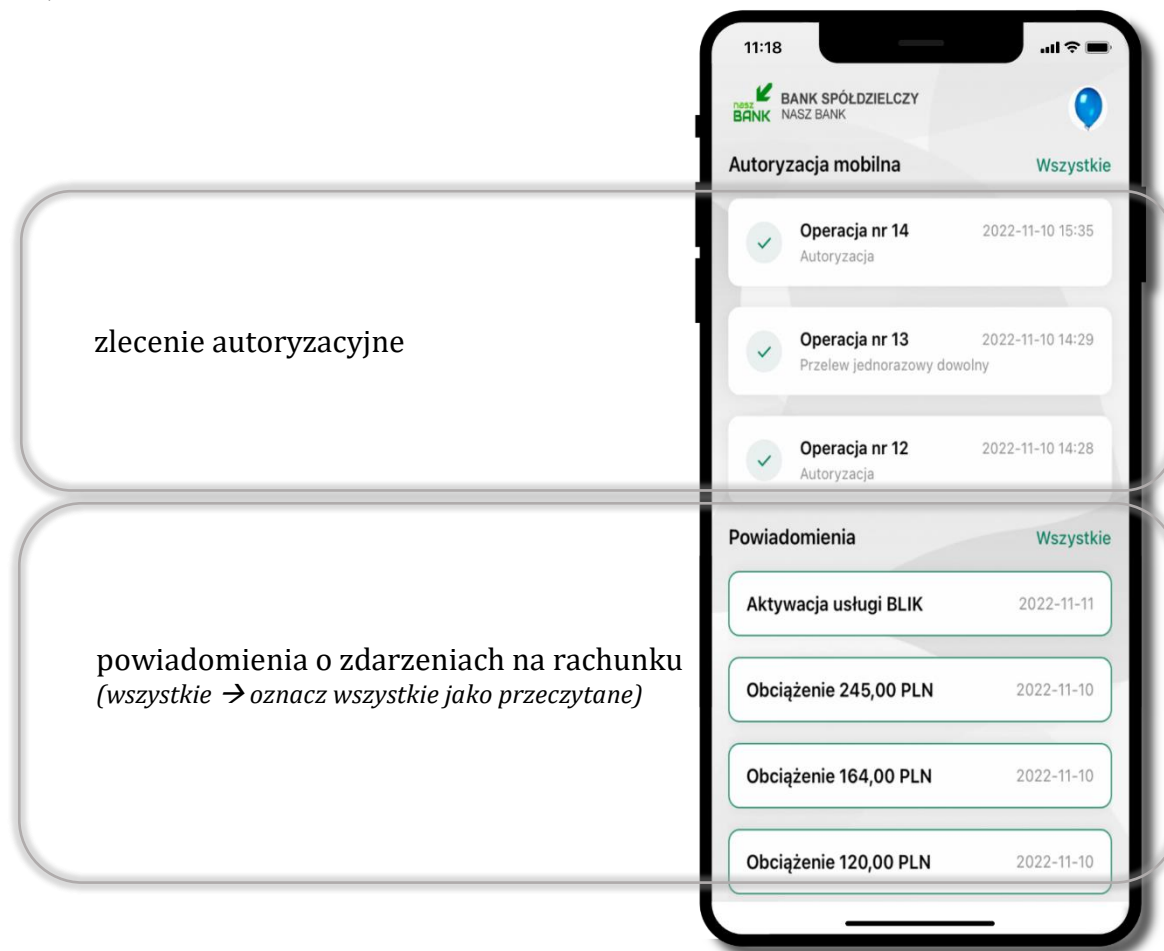 11:18
nasz BANK
BANK SPÓŁDZIELCZY
NASZ BANK
Autoryzacja mobilna Wszystkie
Operacja nr 14 2022-11-10 15:35
Autoryzacja
zlecenie autoryzacyjne
Operacja nr 13 2022-11-10 14:29
Przelew jednorazowy dowolny
Operacja nr 12 2022-11-10 14:28
Autoryzacja
Powiadomienia Wszystkie
Aktywacja usługi BLIK 2022-11-11
powiadomienia o zdarzeniach na rachunku
(wszystkie → oznacz wszystkie jako przeczytane)
Obciążenie 245,00 PLN 2022-11-10
Obciążenie 164,00 PLN 2022-11-10
Obciążenie 120,00 PLN 2022-11-10